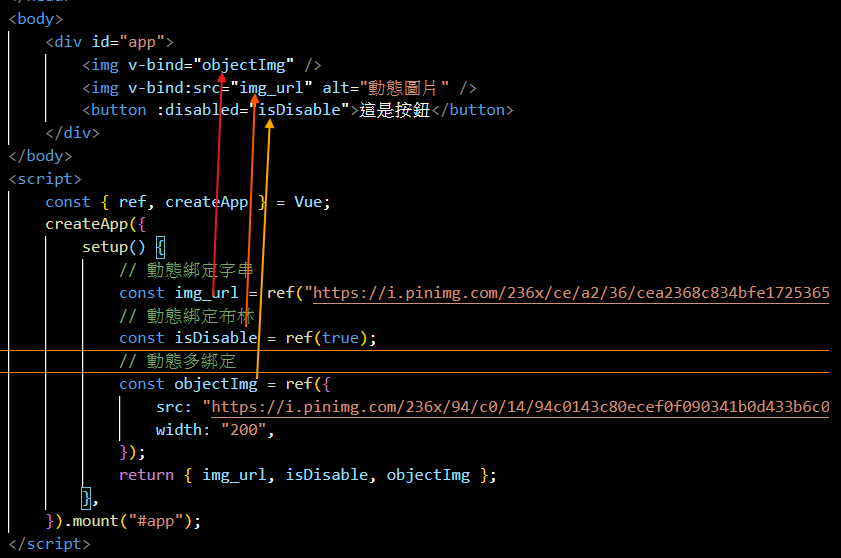 <body>
<div id="app">
<img v-bind="objectImg" />
<img v-bind:src="img_url" alt="動態圖片" />
<button :disabled="isDisable">這是按鈕</button>
</div>
</body>
<script>
const { ref, createApp } = Vue;
createApp({
setup() {
// 動態綁定字串
const img_url = ref("https://i.pinimg.com/236x/ce/a2/36/cea2368c834bfe1725365
// 動態綁定布林
const isDisable = ref(true);
// 動態多綁定
const objectImg = ref({
src: "https://i.pinimg.com/236x/94/c0/14/94c0143c80ecef0f090341b0d433b6c0
width: "200",
});
return { img_url, isDisable, objectImg };
},
}).mount("#app");
</script>